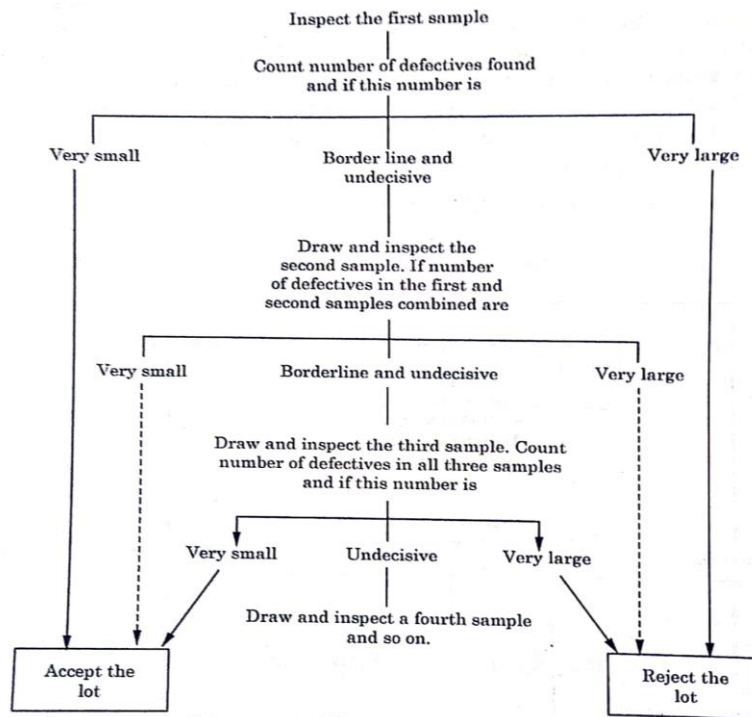 Inspect the first sample
Count number of defectives found
and if this number is
Very small
Border line and
undecisive
Very large
Draw and inspect the
second sample. If number
of defectives in the first and
second samples combined are
Very small
Borderline and undecisive
Very large
Draw and inspect the third sample. Count
number of defectives in all three samples
and if this number is
Very small
Undecisive
Very large
Draw and inspect a fourth sample
and so on.
Accept the
lot
Reject the
lot